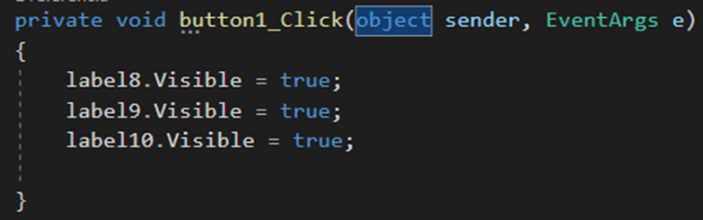 private void button1_Click(object sender, EventArgs e)
{
label8.Visible = true;
label9.Visible = true;
label10.Visible = true;
}